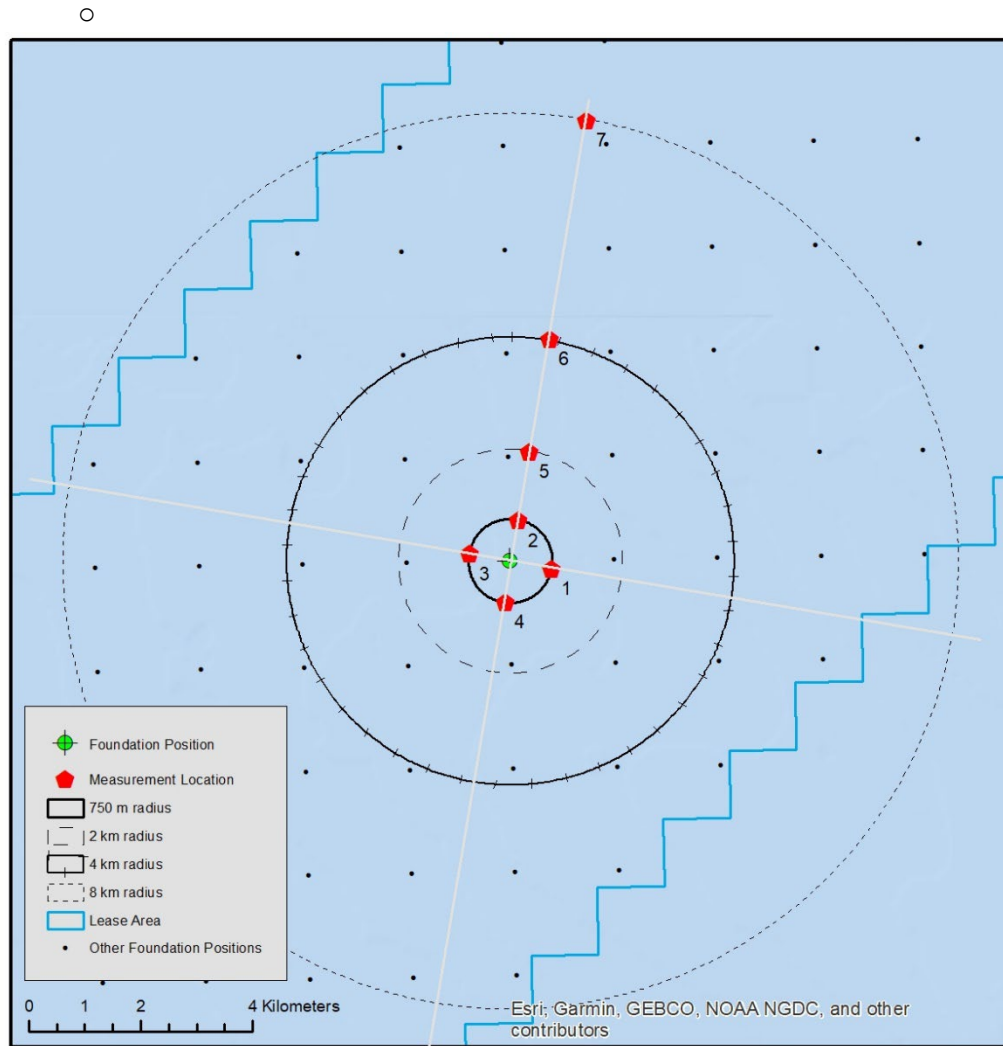 7
6
5
2
3
1
4
Foundation Position
Measurement Location
750 m radius
2 km radius
4 km radius
8 km radius
Lease Area
Other Foundation Positions
0 1 2 4 Kilometers
Esri, Garmin, GEBCO, NOAA NGDC, and other
contributors